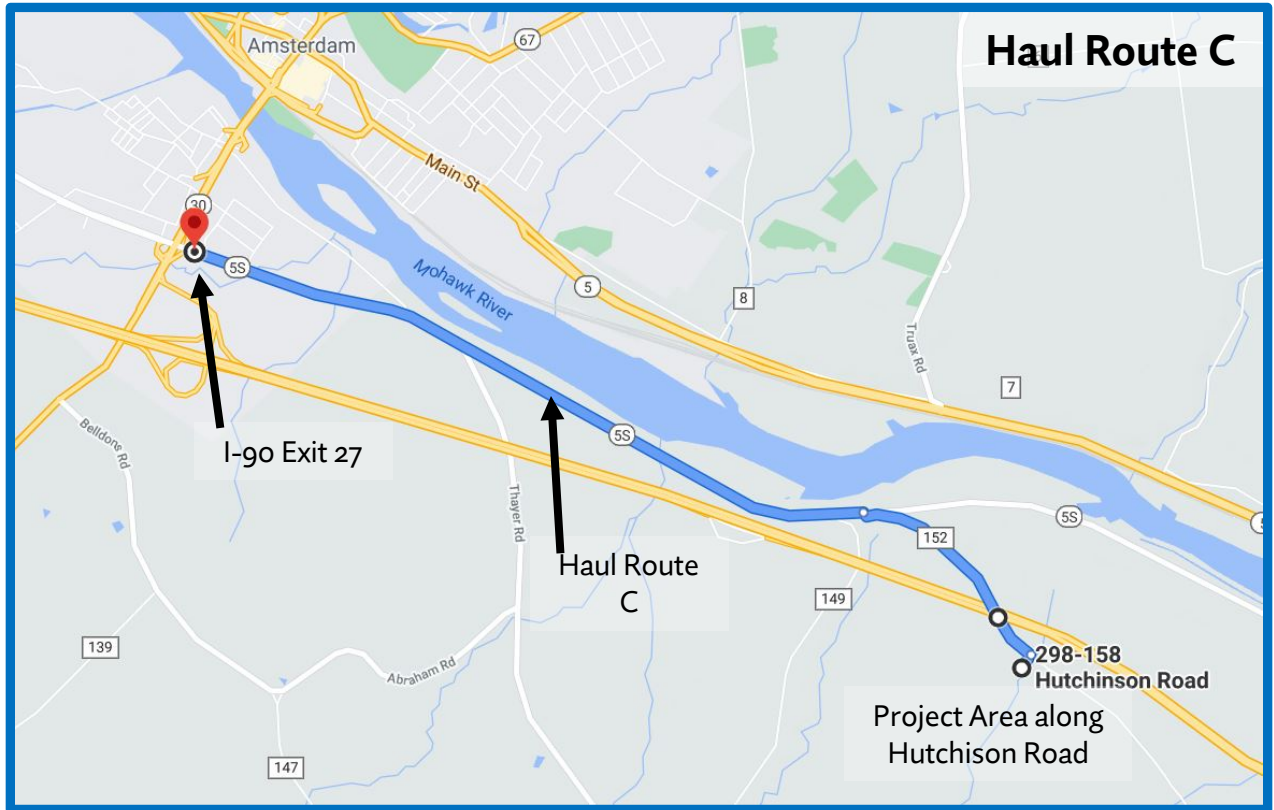 Haul Route C
Amsterdam
67
Main St
30
5S
Mohawk River
5
8
Truax Rd
7
I-90 Exit 27
Belldons Rd
5S
Thayer Rd
5S
152
Haul Route
C
149
139
Abraham Rd
298-158
Hutchinson Road
Project Area along
Hutchison Road
147